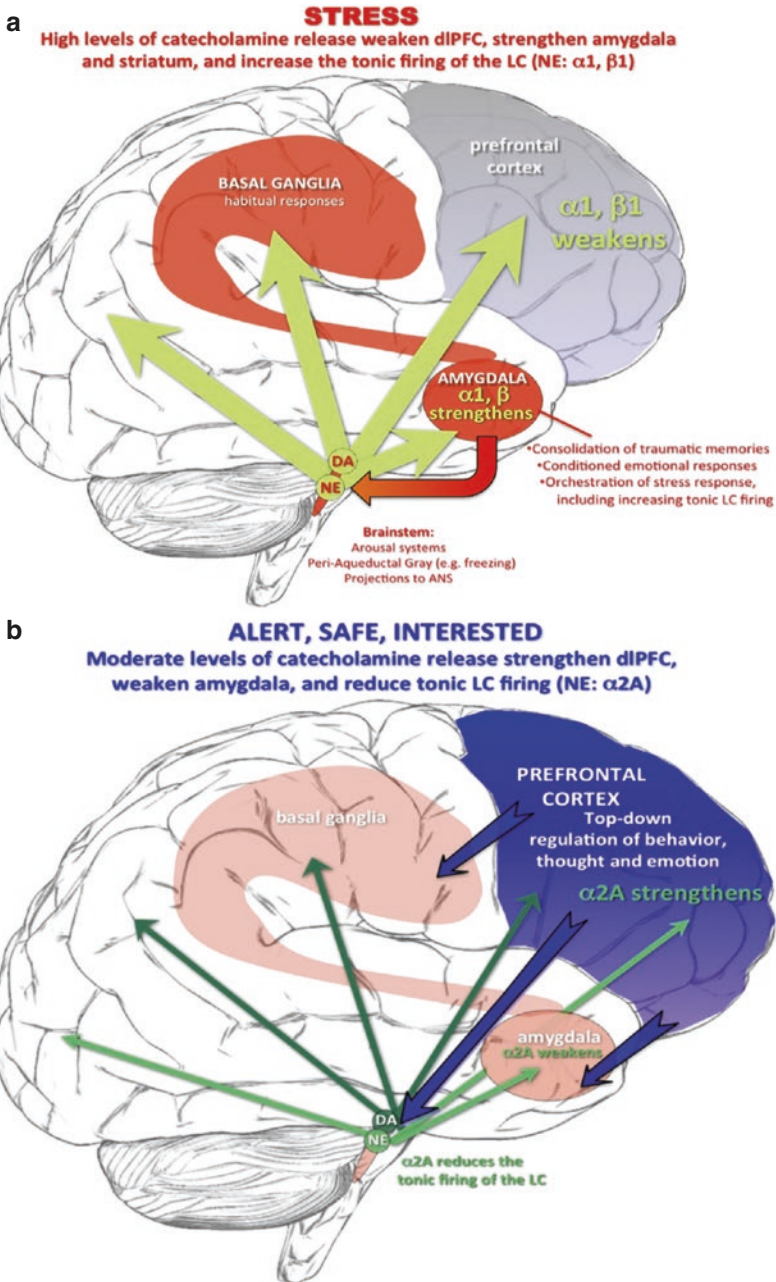 a
STRESS
High levels of catecholamine release weaken dlPFC, strengthen amygdala
and striatum, and increase the tonic firing of the LC (NE: α1, β1)
prefrontal
cortex
BASAL GANGLIA
habitual responses
α1, β1
weakens
AMYGDALA
α1, β
strengthens
•Consolidation of traumatic memories
•Conditioned emotional responses
•Orchestration of stress response,
including increasing tonic LC firing
DA
NE
Brainstem:
Arousal systems
Peri-Aqueductal Gray (e.g. freezing)
Projections to ANS
b
ALERT, SAFE, INTERESTED
Moderate levels of catecholamine release strengthen dlPFC,
weaken amygdala, and reduce tonic LC firing (NE: α2A)
PREFRONTAL
CORTEX
Top-down
regulation of behavior,
thought and emotion
α2A strengthens
basal ganglia
amygdala
α2A weakens
DA
NE
α2A reduces the
tonic firing of the LC